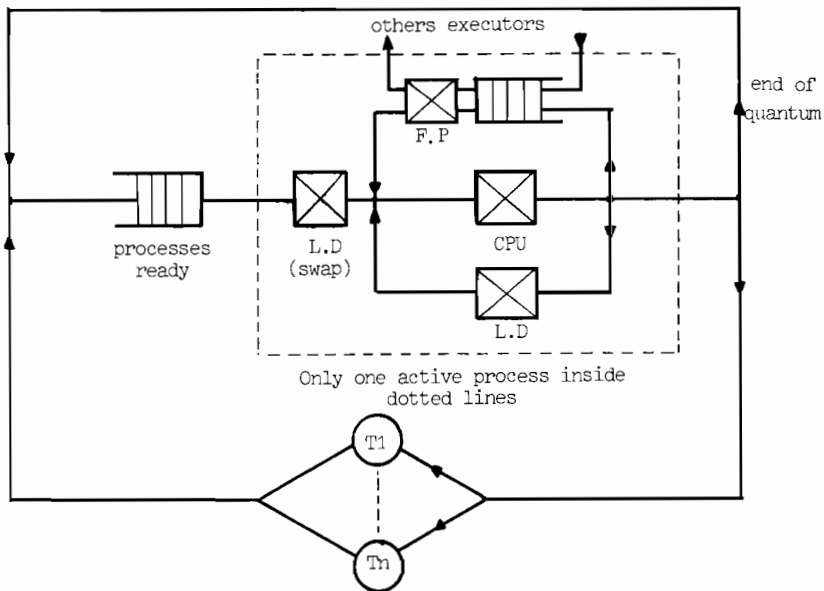 others executors
end of
quantum
F.P
processes
ready
L.D
(swap)
CPU
L.D
Only one active process inside
dotted lines
T1
Tn